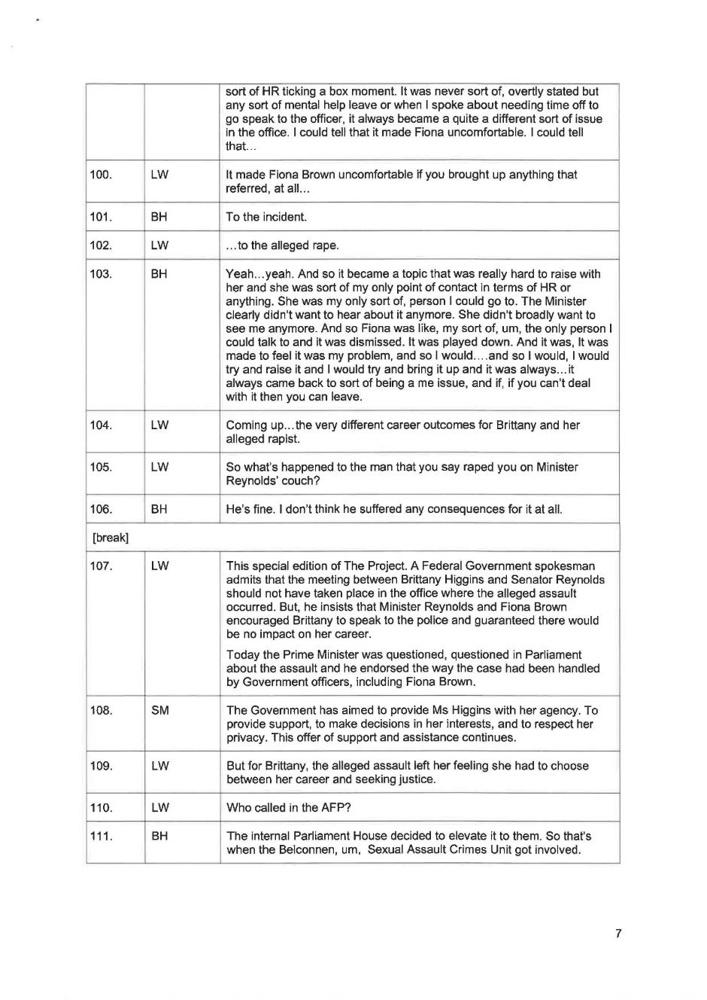 sort of HR ticking a box moment. It was never sort of, overtly stated but
any sort of mental help leave or when I spoke about needing time off to
go speak to the officer, it always became a quite a different sort of issue
in the office. I could tell that it made Fiona uncomfortable. I could tell
that...
100. LW It made Fiona Brown uncomfortable if you brought up anything that
referred, at all...
101. BH To the incident.
102. LW ...to the alleged rape.
103. BH Yeah...yeah. And so it became a topic that was really hard to raise with
her and she was sort of my only point of contact in terms of HR or
anything. She was my only sort of, person I could go to. The Minister
clearly didn't want to hear about it anymore. She didn't broadly want to
see me anymore. And so Fiona was like, my sort of, um, the only person I
could talk to and it was dismissed. It was played down. And it was, It was
made to feel it was my problem, and so I would....and so I would, I would
try and raise it and I would try and bring it up and it was always...it
always came back to sort of being a me issue, and if, if you can't deal
with it then you can leave.
104. LW Coming up...the very different career outcomes for Brittany and her
alleged rapist.
105. LW So what's happened to the man that you say raped you on Minister
Reynolds' couch?
106. BH He's fine. I don't think he suffered any consequences for it at all.
[break]
107. LW This special edition of The Project. A Federal Government spokesman
admits that the meeting between Brittany Higgins and Senator Reynolds
should not have taken place in the office where the alleged assault
occurred. But, he insists that Minister Reynolds and Fiona Brown
encouraged Brittany to speak to the police and guaranteed there would
be no impact on her career.
Today the Prime Minister was questioned, questioned in Parliament
about the assault and he endorsed the way the case had been handled
by Government officers, including Fiona Brown.
108. SM The Government has aimed to provide Ms Higgins with her agency. To
provide support, to make decisions in her interests, and to respect her
privacy. This offer of support and assistance continues.
109. LW But for Brittany, the alleged assault left her feeling she had to choose
between her career and seeking justice.
110. LW Who called in the AFP?
111. BH The internal Parliament House decided to elevate it to them. So that's
when the Belconnen, um, Sexual Assault Crimes Unit got involved.
7